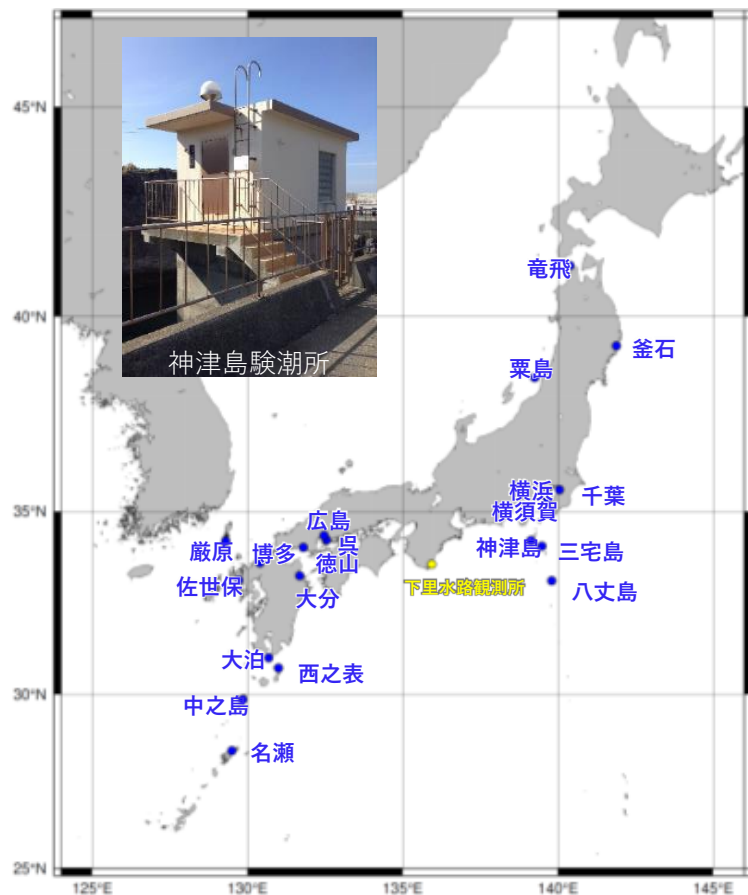 45°N
神津島験潮所
竜飛
40°N
釜石
粟島
横浜
千葉
35°N
横須賀
広島
呉
神津島
厳原
博多
三宅島
徳山
佐世保
大分
下里水路観測所
八丈島
大泊
西之表
30°N
中之島
名瀬
25°N
125°E
130°E
135°E
140°E
145°E